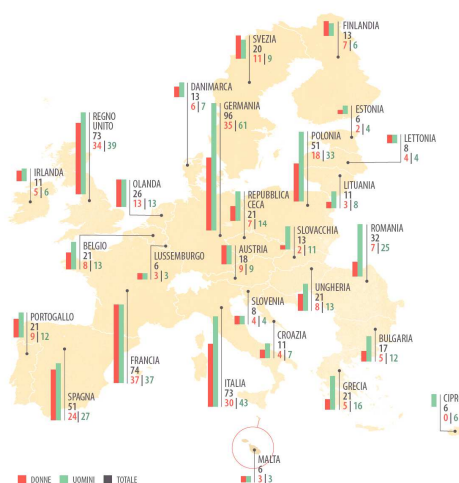 FINLANDIA
13
7 | 6
SVEZIA
20
11 | 9
DANIMARCA
13
6 | 7
GERMANIA
96
35 | 61
ESTONIA
6
2 | 4
REGNO
UNITO
73
34 | 39
POLONIA
51
18 | 33
LETTONIA
8
4 | 4
IRLANDA
11
5 | 6
OLANDA
26
13 | 13
LITUANIA
11
3 | 8
REPUBBLICA
CECA
21
7 | 14
SLOVACCHIA
13
2 | 11
ROMANIA
32
7 | 25
BELGIO
21
8 | 13
LUSSEMBURGO
6
3 | 3
AUSTRIA
18
9 | 9
UNGHERIA
21
8 | 13
SLOVENIA
8
4 | 4
PORTOGALLO
21
9 | 12
CROAZIA
11
4 | 7
BULGARIA
17
5 | 12
FRANCIA
74
37 | 37
SPAGNA
51
24 | 27
ITALIA
73
30 | 43
GRECIA
21
5 | 16
CIPR
6
0 | 6
MALTA
6
3 | 3
DONNE UOMINI TOTALE